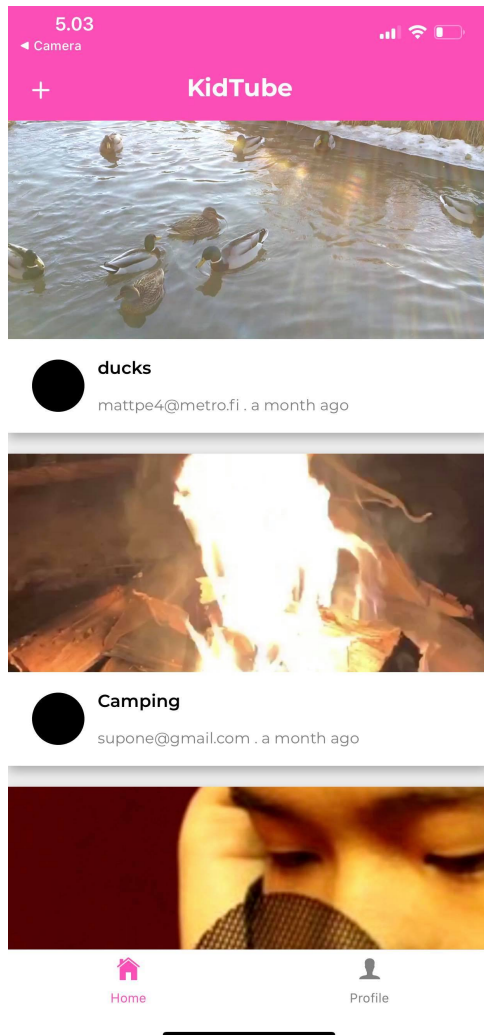 5.03
◀ Camera
+ KidTube
ducks
mattpe4@metro.fi . a month ago
Camping
supone@gmail.com . a month ago
Home Profile